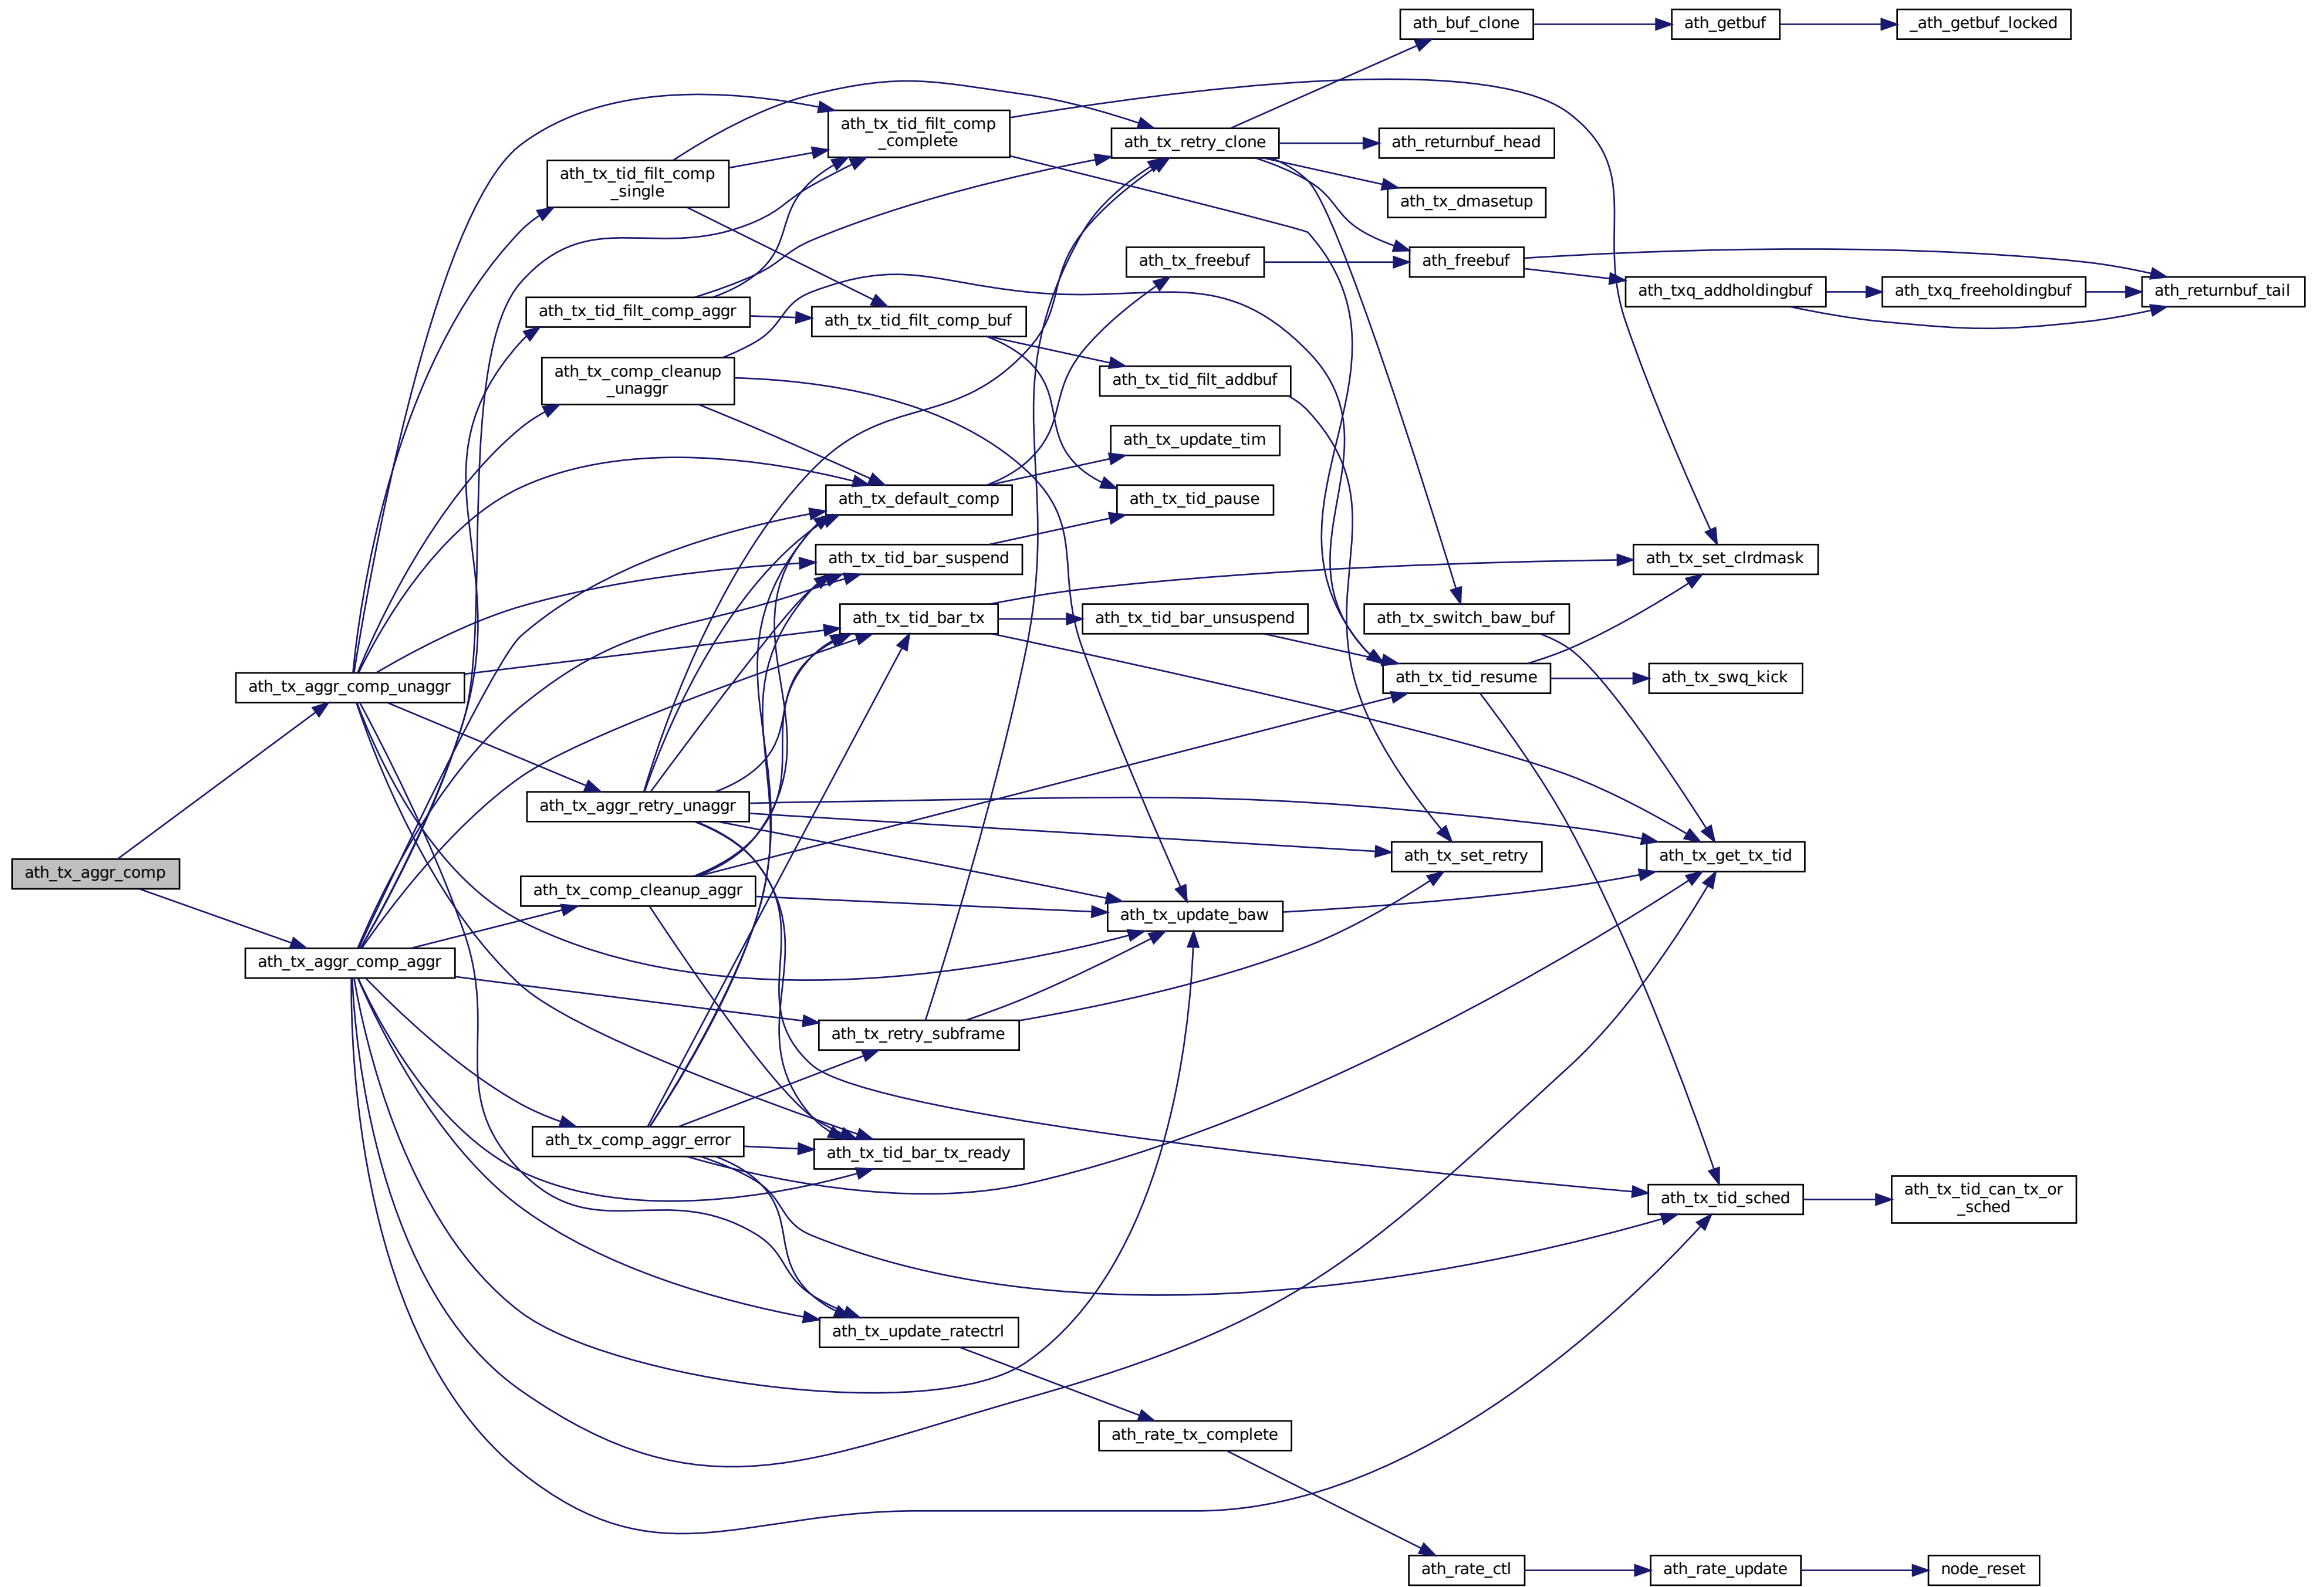 ath_tx_aggr_comp
ath_tx_aggr_comp_unaggr
ath_tx_aggr_comp_aggr
ath_tx_tid_filt_comp
_single
ath_tx_tid_filt_comp_aggr
ath_tx_comp_cleanup
_unaggr
ath_tx_aggr_retry_unaggr
ath_tx_comp_cleanup_aggr
ath_tx_comp_aggr_error
ath_tx_tid_filt_comp
_complete
ath_tx_tid_filt_comp_buf
ath_tx_default_comp
ath_tx_tid_bar_suspend
ath_tx_tid_bar_tx
ath_tx_retry_subframe
ath_tx_tid_bar_tx_ready
ath_tx_update_ratectrl
ath_tx_retry_clone
ath_tx_freebuf
ath_tx_tid_filt_addbuf
ath_tx_update_tim
ath_tx_tid_pause
ath_tx_tid_bar_unsuspend
ath_tx_update_baw
ath_rate_tx_complete
ath_buf_clone
ath_returnbuf_head
ath_tx_dmasetup
ath_freebuf
ath_tx_switch_baw_buf
ath_tx_tid_resume
ath_tx_set_retry
ath_rate_ctl
ath_getbuf
ath_txq_addholdingbuf
ath_tx_set_clrdmask
ath_tx_swq_kick
ath_tx_get_tx_tid
ath_tx_tid_sched
ath_rate_update
_ath_getbuf_locked
ath_txq_freeholdingbuf
ath_tx_tid_can_tx_or
_sched
node_reset
ath_returnbuf_tail